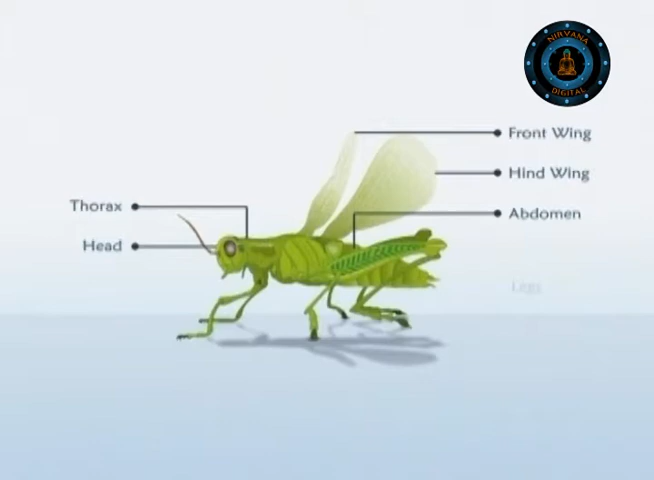 NIRVANA
DIGITAL
Front Wing
Hind Wing
Thorax
Abdomen
Head
Legs